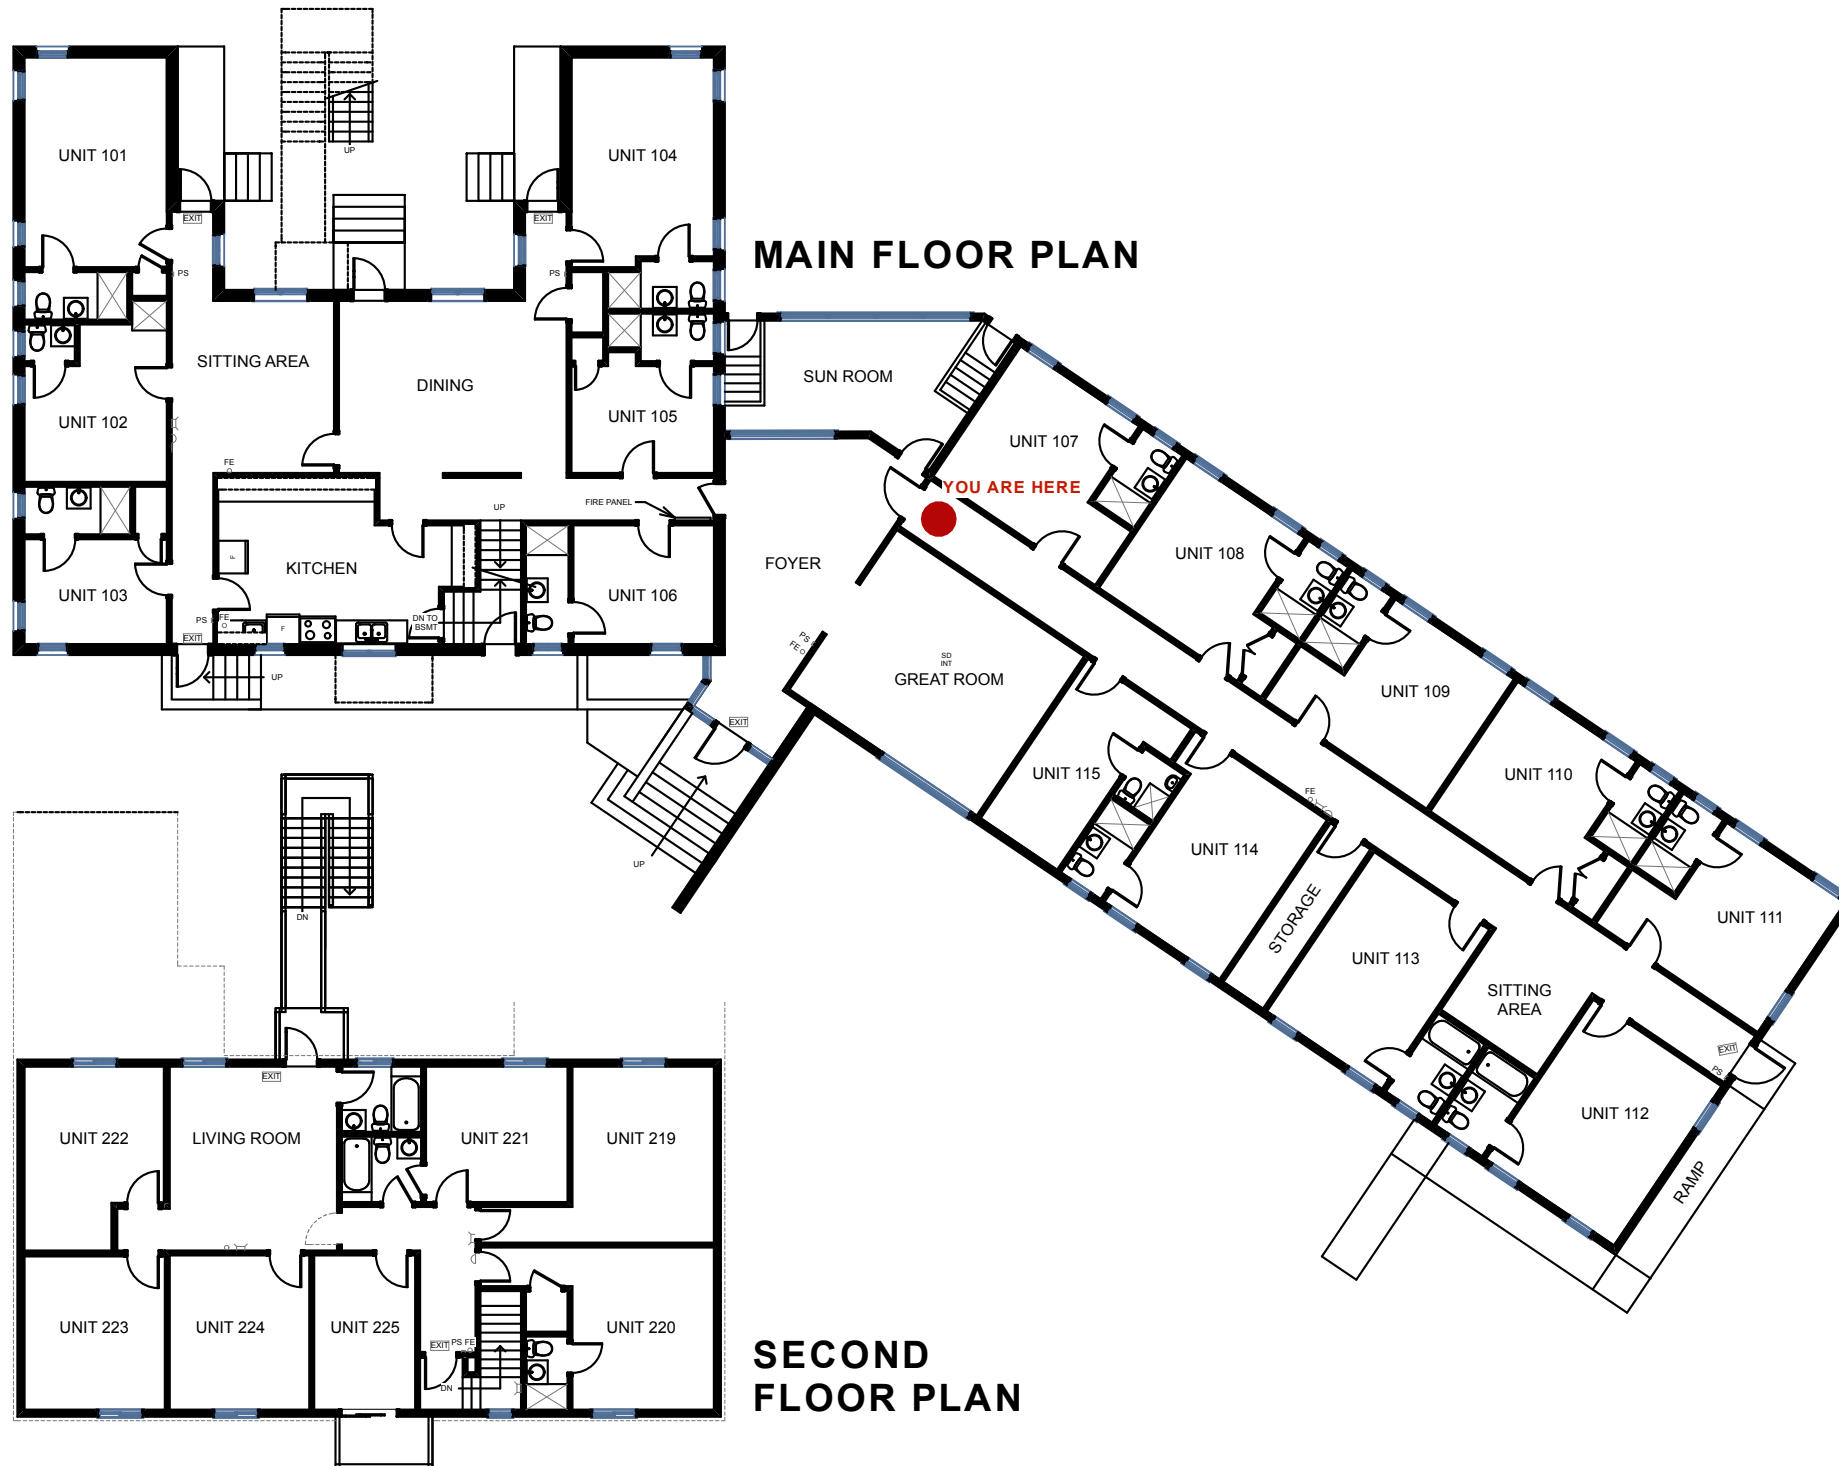 UP
UNIT 101
UNIT 104
EXIT
EXIT
MAIN FLOOR PLAN
PS
PS
SITTING AREA
DINING
SUN ROOM
UNIT 102
UNIT 105
UNIT 107
FE
YOU ARE HERE
FIRE PANEL
UP
F
KITCHEN
FOYER
UNIT 108
UNIT 103
UNIT 106
PS
FE
F
DN TO
BSMT
EXIT
UP
PS
FE
SD
INT
GREAT ROOM
UNIT 109
EXIT
UNIT 115
UNIT 110
FE
UP
UNIT 114
STORAGE
UNIT 111
UNIT 113
SITTING
AREA
EXIT
PS
UNIT 112
RAMP
DN
EXIT
UNIT 222
LIVING ROOM
UNIT 221
UNIT 219
UNIT 223
UNIT 224
UNIT 225
UNIT 220
EXIT
PS FE
DN
SECOND
FLOOR PLAN